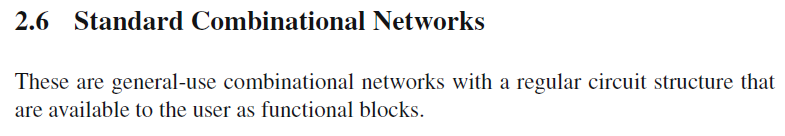 2.6 Standard Combinational Networks
These are general-use combinational networks with a regular circuit structure that
are available to the user as functional blocks.